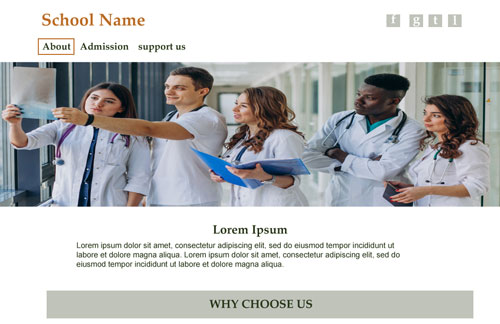 School Name
f g t l
About Admission support us
Lorem Ipsum
Lorem ipsum dolor sit amet, consectetur adipiscing elit, sed do eiusmod tempor incididunt ut
labore et dolore magna aliqua. Lorem ipsum dolor sit amet, consectetur adipiscing elit,
sed do eiusmod tempor incididunt ut labore et dolore
magna aliqua.
WHY CHOOSE US